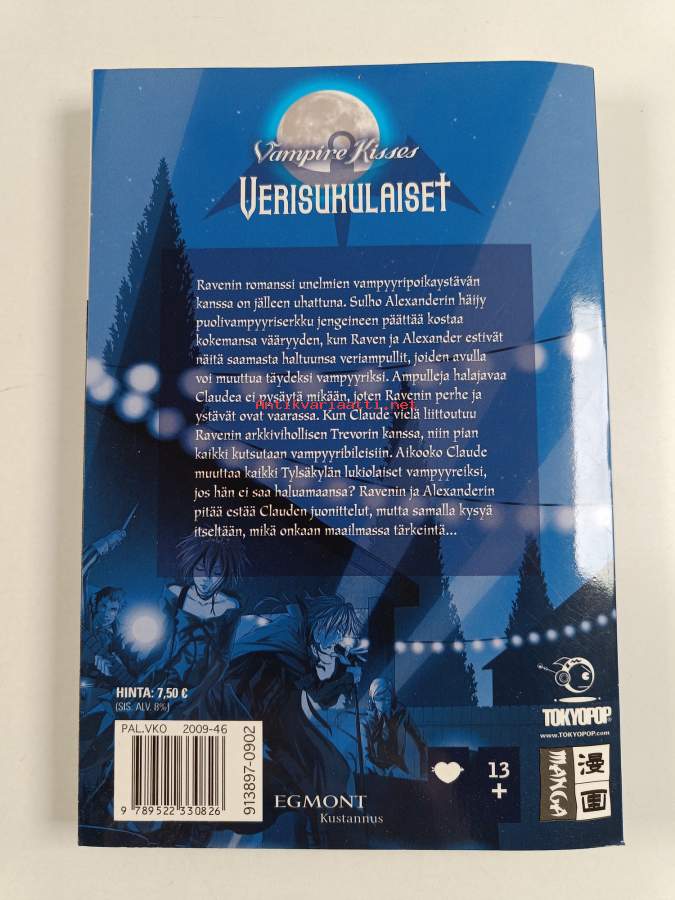 Vampire Kisses
VERISUKULAISET
Ravenin romanssi unelmien vampyyripoikaystävän
kanssa on jälleen uhattuna. Sulho Alexanderin häijy
puolivampyyriserkku jengeineen päättää kostaa
kokemansa vääryyden, kun Raven ja Alexander estivät
näitä saamasta haltuunsa veriampullit, joiden avulla
voi muuttua täydeksi vampyyriksi. Ampulleja halajavaa
Claudea ei pysäytä mikään, joten Ravenin perhe ja
Antikvariaatti.net
ystävät ovat vaarassa. Kun Claude vielä liittoutuu
Ravenin arkkivihollisen Trevorin kanssa, niin pian
kaikki kutsutaan vampyyribileisiin. Aikooko Claude
muuttaa kaikki Tylsäkylän lukiolaiset vampyyreiksi,
jos hän ei saa haluamaansa? Ravenin ja Alexanderin
pitää estää Clauden juonittelut, mutta samalla kysyä
itseltään, mikä onkaan maailmassa tärkeintä...
HINTA: 7,50 €
(SIS. ALV. 8%)
PAL.VKO 2009-46
913897-0902
9 789522 330826
EGMONT
Kustannus
13
+
TOKYOPOP
www.TOKYOPOP.com
MANGA
漫画